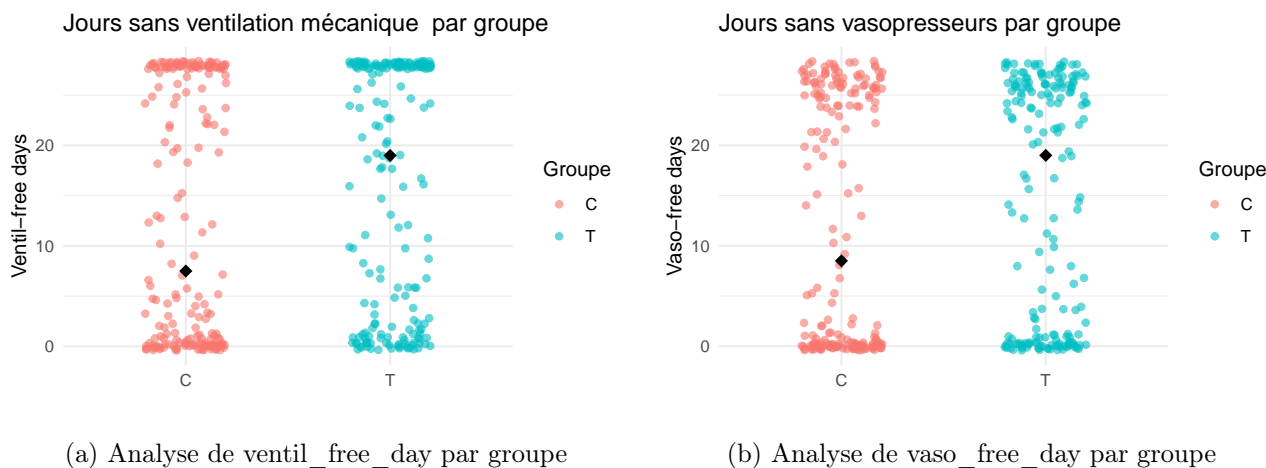 Jours sans ventilation mécanique  par groupe
Ventil−free days
20
10
0
C
T
Groupe
C
T
(a) Analyse de ventil_free_day par groupe
Jours sans vasopresseurs par groupe
Vaso−free days
20
10
0
C
T
Groupe
C
T
(b) Analyse de vaso_free_day par groupe